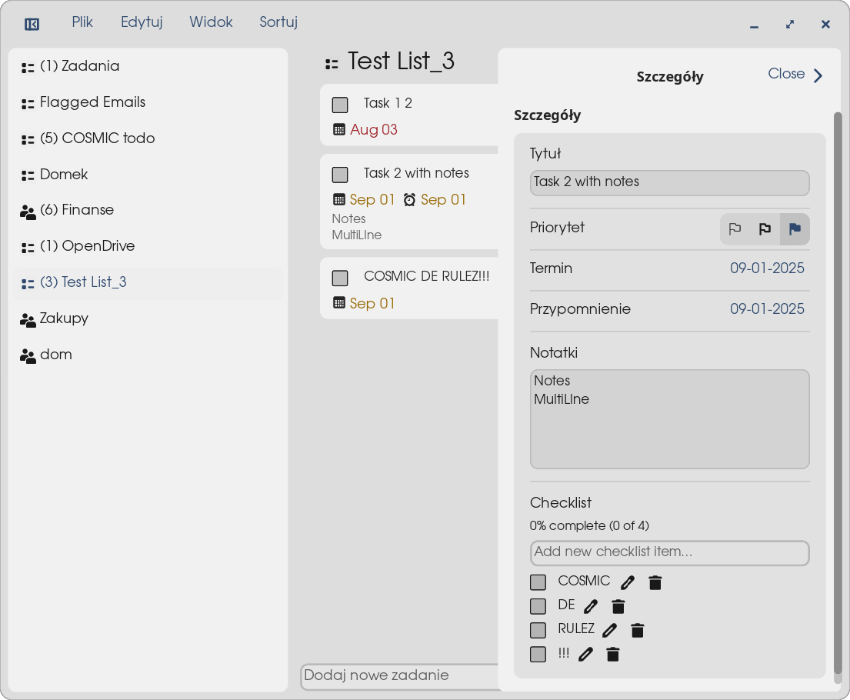 Plik Edytuj Widok Sortuj
(1) Zadania
Flagged Emails
(5) COSMIC todo
Domek
(6) Finanse
(1) OpenDrive
(3) Test List_3
Zakupy
dom
Test List_3
Task 1 2
Aug 03
Task 2 with notes
Sep 01 Sep 01
Notes
MultiLine
COSMIC DE RULEZ!!!
Sep 01
Dodaj nowe zadanie
Szczegóły Close
Szczegóły
Tytuł
Task 2 with notes
Priorytet
Termin 09-01-2025
Przypomnienie 09-01-2025
Notatki
Notes
MultiLine
Checklist
0% complete (0 of 4)
Add new checklist item...
COSMIC
DE
RULEZ
!!!